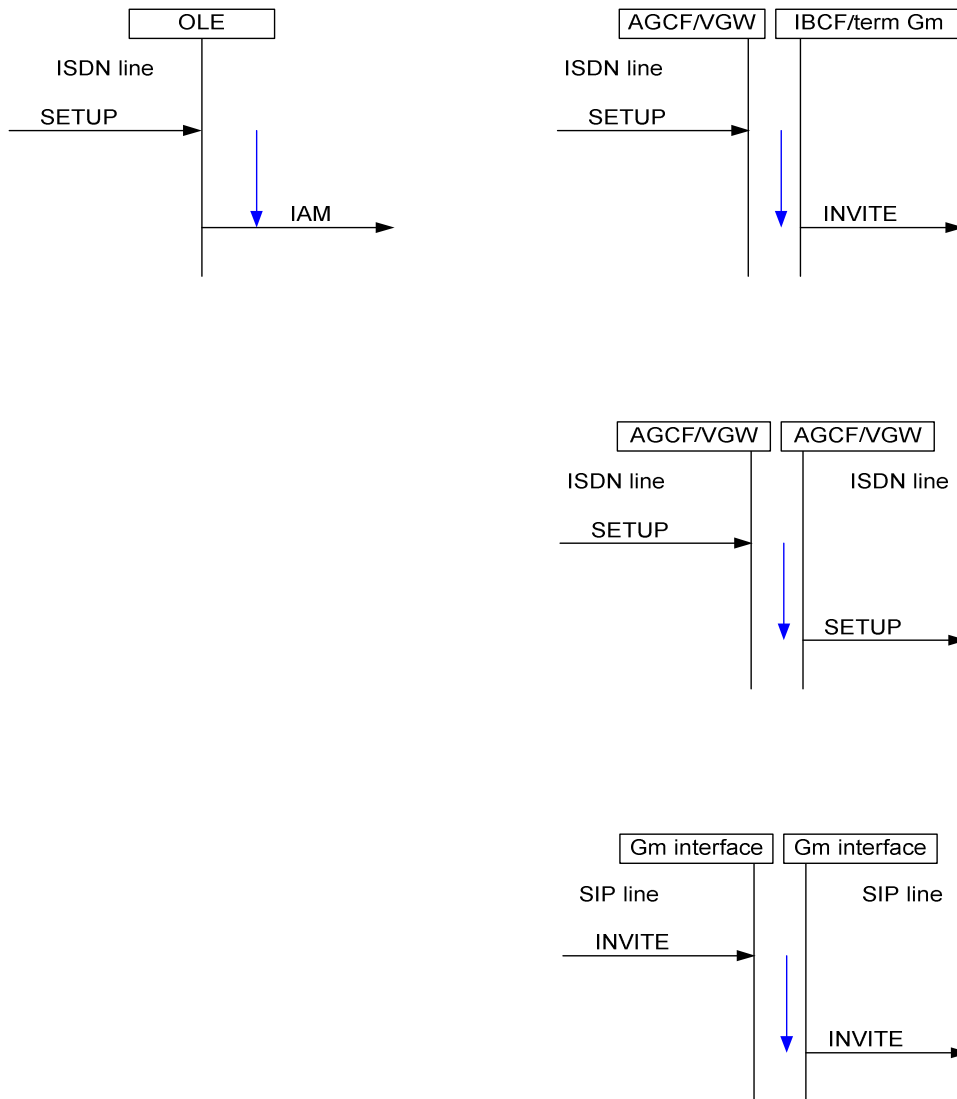 OLE
ISDN line
SETUP
IAM
AGCF/VGW
IBCF/term Gm
ISDN line
SETUP
INVITE
AGCF/VGW
AGCF/VGW
ISDN line
ISDN line
SETUP
SETUP
Gm interface
Gm interface
SIP line
SIP line
INVITE
INVITE